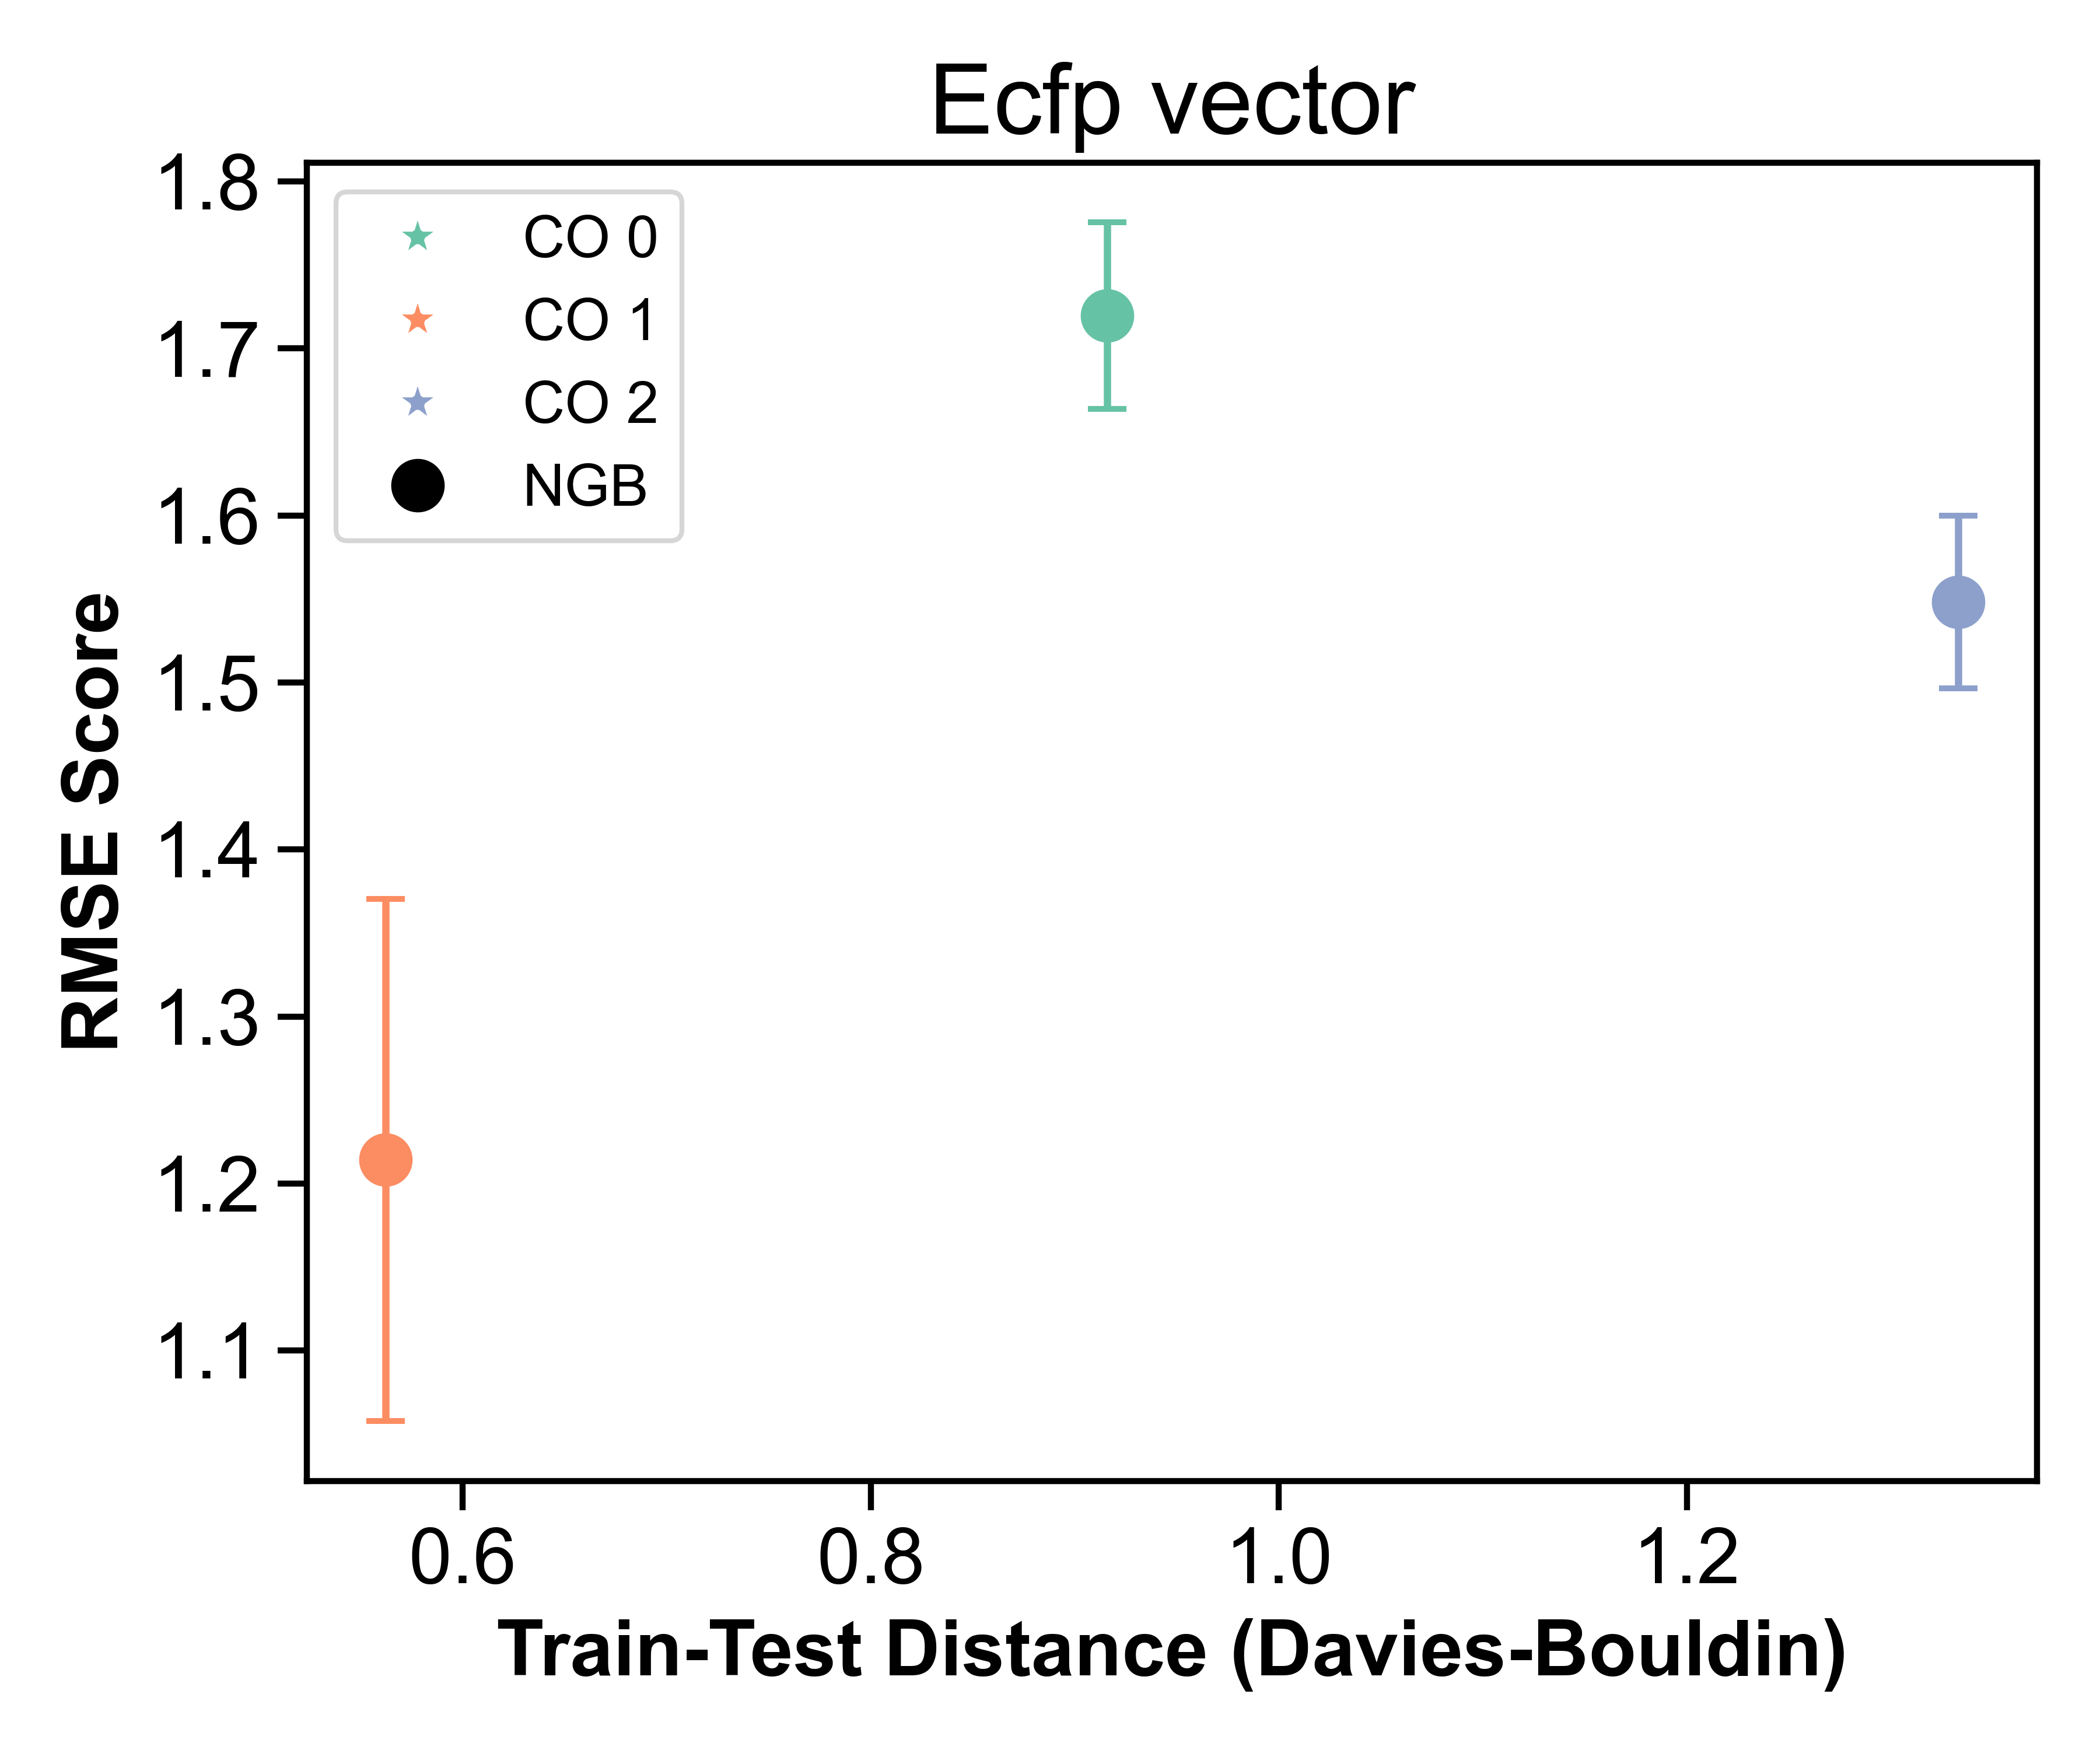 Ecfp vector
1.8
1.7
1.6
1.5
1.4
1.3
1.2
1.1
RMSE Score
CO 0
CO 1
CO 2
NGB
0.6 0.8 1.0 1.2
Train-Test Distance (Davies-Bouldin)